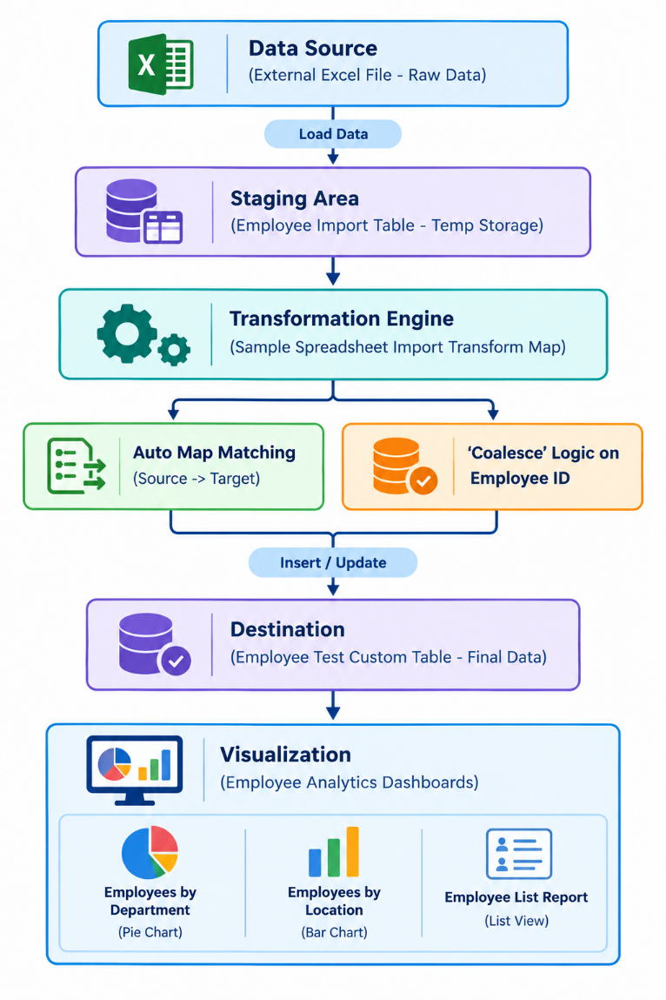 X
Data Source
(External Excel File - Raw Data)
Load Data
Staging Area
(Employee Import Table - Temp Storage)
Transformation Engine
(Sample Spreadsheet Import Transform Map)
Auto Map Matching
(Source -> Target)
‘Coalesce’ Logic on
Employee ID
Insert / Update
Destination
(Employee Test Custom Table - Final Data)
Visualization
(Employee Analytics Dashboards)
Employees by
Department
(Pie Chart)
Employees by
Location
(Bar Chart)
Employee List Report
(List View)